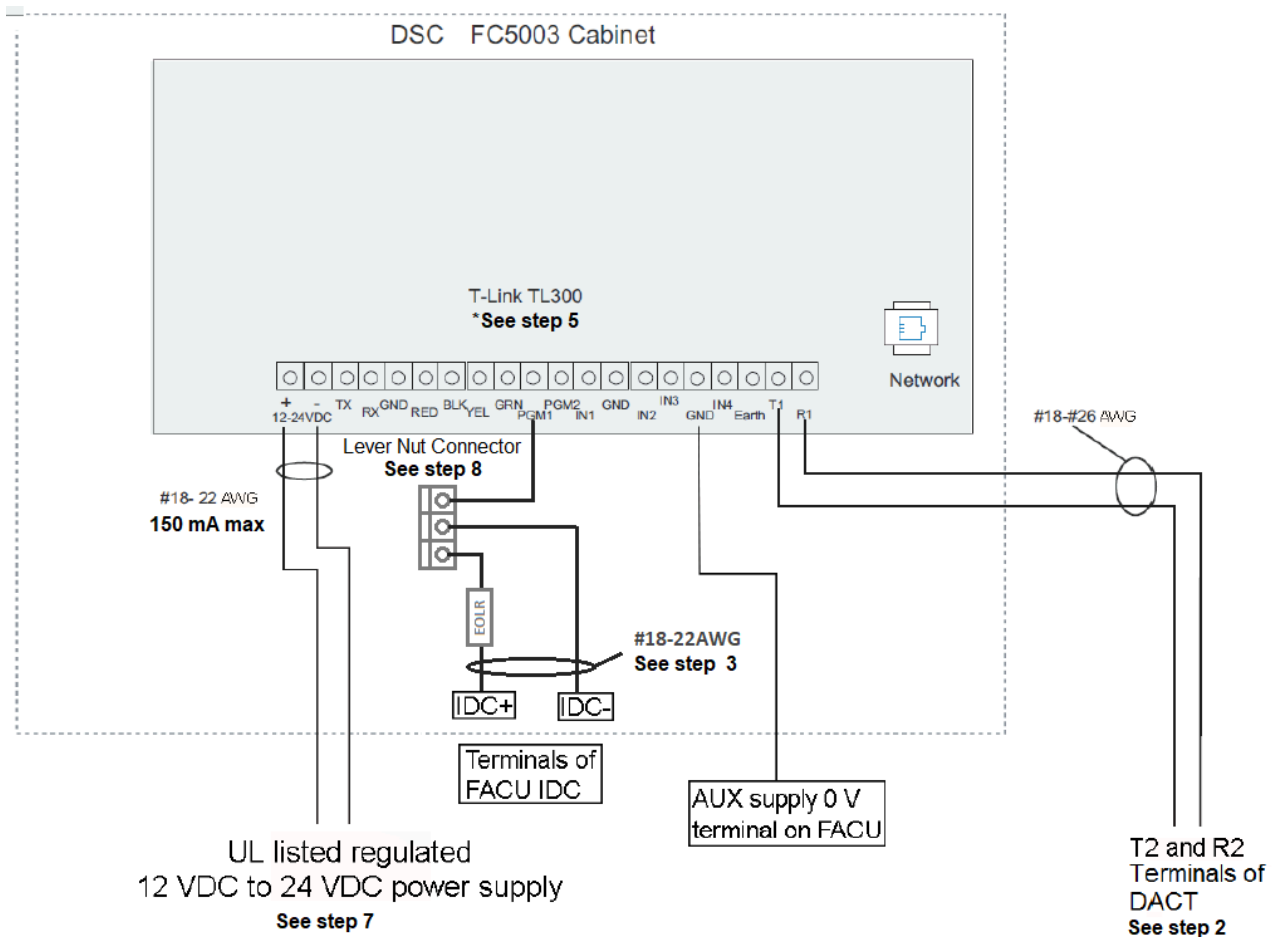 DSC FC5003 Cabinet
T-Link TL300
*See step 5
Network
+ - TX RX GND RED BLK YEL GRN PGM1 PGM2 IN1 GND IN2 IN3 GND IN4 Earth T1 R1
12-24VDC
#18-#26 AWG
Lever Nut Connector
See step 8
#18- 22 AWG
150 mA max
EOLR
#18-22AWG
See step 3
IDC+
IDC-
Terminals of
FACU IDC
AUX supply 0 V
terminal on FACU
UL listed regulated
12 VDC to 24 VDC power supply
See step 7
T2 and R2
Terminals of
DACT
See step 2